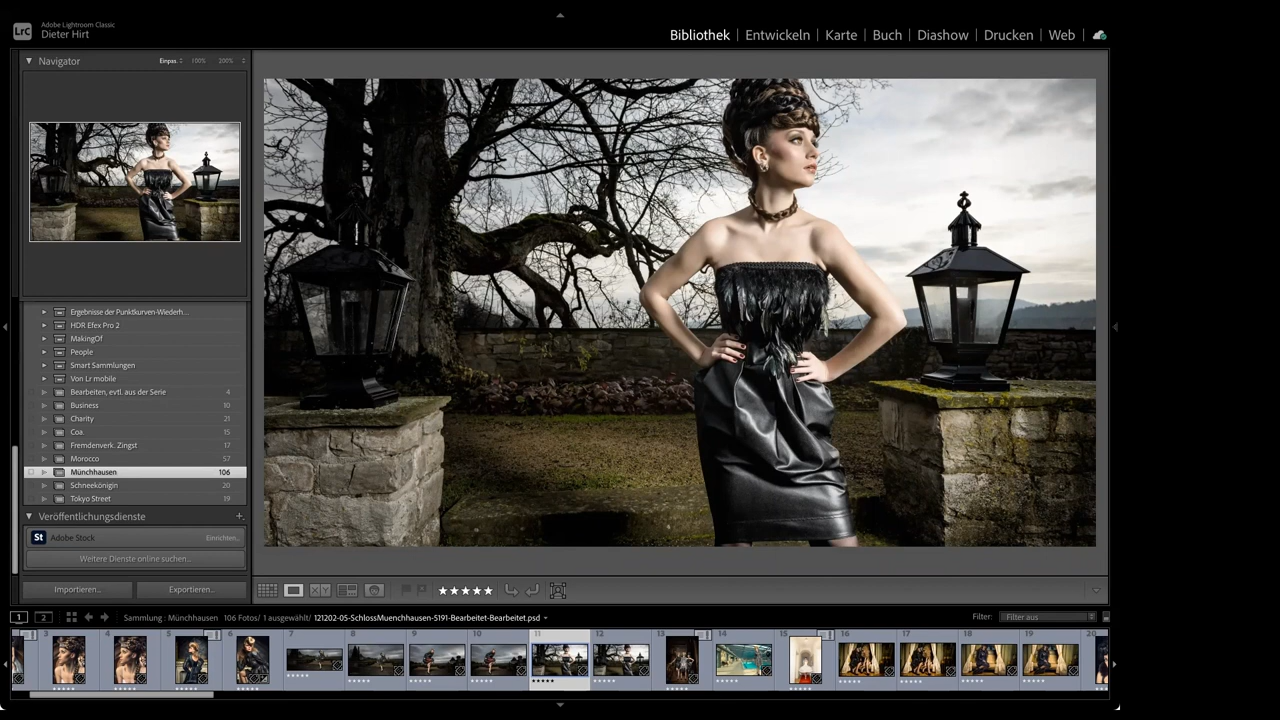 Adobe Lightroom Classic
LrC
Dieter Hirt
Bibliothek | Entwickeln | Karte | Buch | Diashow | Drucken | Web
Navigator Einpas. 100% 200%
Ergebnisse der Punktkurven-Wiederh...
HDR Efex Pro 2
MakingOf
People
Smart Sammlungen
Von Lr mobile
Bearbeiten, evtl. aus der Serie 4
Business 10
Charity 21
Coa 15
Fremdenverk. Zingst 17
Morocco 57
Münchhausen 106
Schneekönigin 20
Tokyo Street 19
Veröffentlichungsdienste
St Adobe Stock Einrichten...
Weitere Dienste online suchen...
Importieren... Exportieren...
XY
1 2 Sammlung : Münchhausen 106 Fotos/ 1 ausgewählt/ 121202-05-SchlossMuenchhausen-5191-Bearbeitet-Bearbeitet.psd Filter: Filter aus
3 4 5 6 7 8 9 10 11 12 13 14 15 16 17 18 19 20